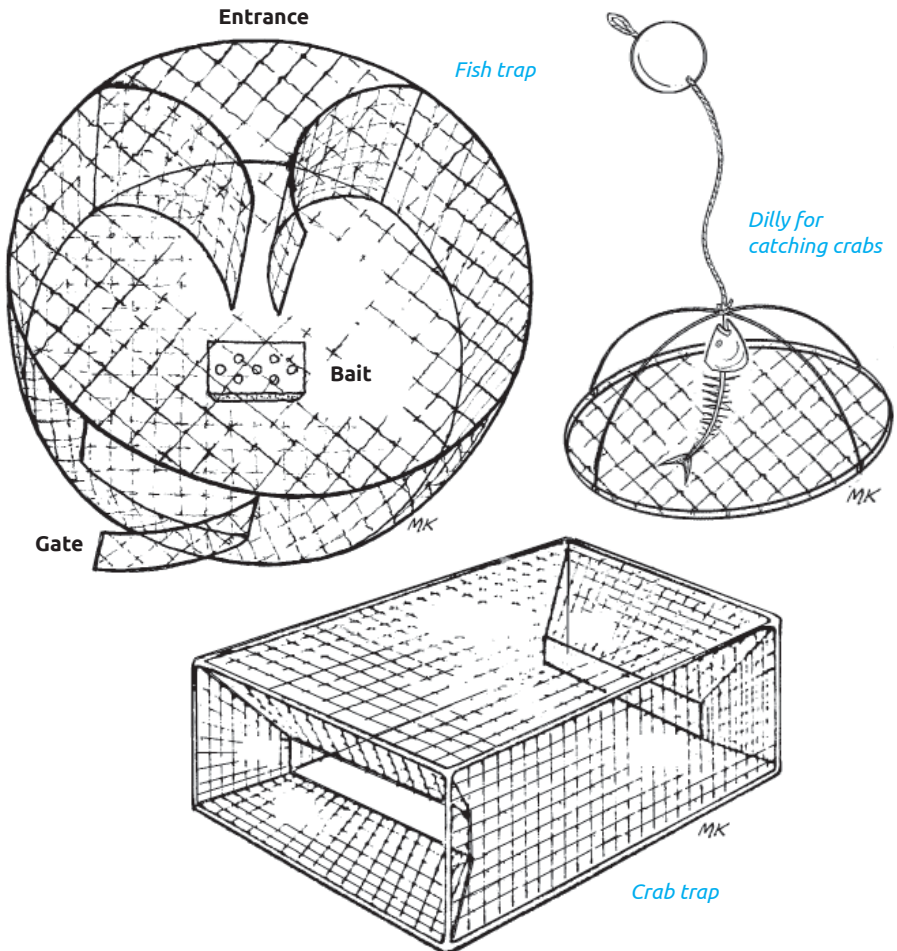 Entrance
Fish trap
Dilly for
catching crabs
Bait
MK
MK
Gate
MK
Crab trap